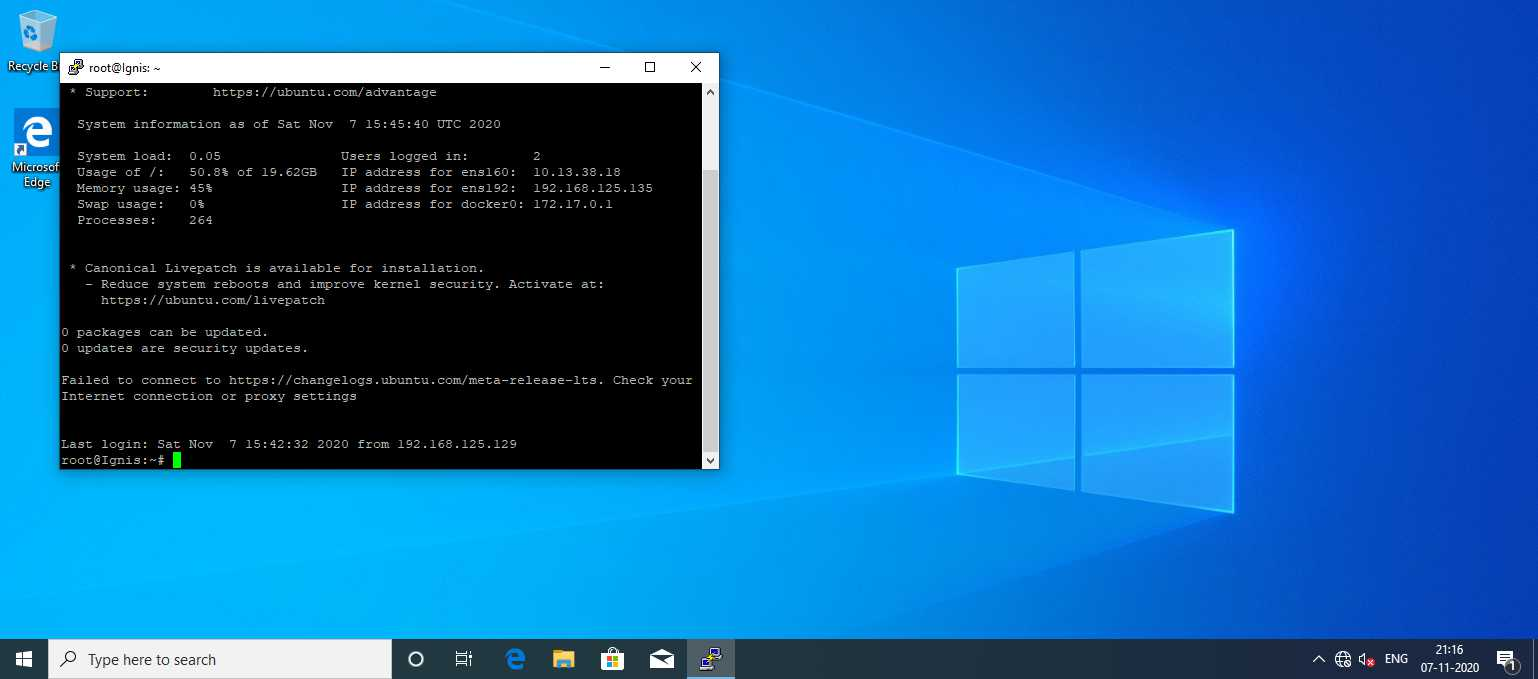 Recycle B
Microsof
Edge
root@Ignis: ~
* Support:        https://ubuntu.com/advantage
System information as of Sat Nov  7 15:45:40 UTC 2020
System load:  0.05               Users logged in:        2
Usage of /:   50.8% of 19.62GB   IP address for ens160:  10.13.38.18
Memory usage: 45%                IP address for ens192:  192.168.125.135
Swap usage:   0%                 IP address for docker0: 172.17.0.1
Processes:    264
* Canonical Livepatch is available for installation.
- Reduce system reboots and improve kernel security. Activate at:
https://ubuntu.com/livepatch
0 packages can be updated.
0 updates are security updates.
Failed to connect to https://changelogs.ubuntu.com/meta-release-lts. Check your
Internet connection or proxy settings
Last login: Sat Nov  7 15:42:32 2020 from 192.168.125.129
root@Ignis:~#
Type here to search
ENG
21:16
07-11-2020
1